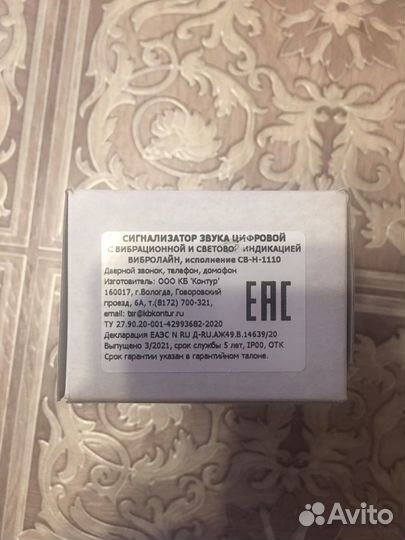 СИГНАЛИЗАТОР ЗВУКА ЦИФРОВОЙ
С ВИБРАЦИОННОЙ И СВЕТОВОЙ ИНДИКАЦИЕЙ
ВИБРОЛАЙН, исполнение СВ-Н-1110
Дверной звонок, телефон, домофон
Изготовитель: ООО КБ "Контур"
160017, г.Вологда, Говоровский
проезд, 6А, т.(8172) 700-321,
email: tsr@kbkontur.ru
ТУ 27.90.20-001-42993682-2020
Декларация ЕАЭС N RU Д-RU.АЖ49.В.14639/20
Выпущено 3/2021, срок службы 5 лет, IP00, ОТК
Срок гарантии указан в гарантийном талоне.
EAC
Avito